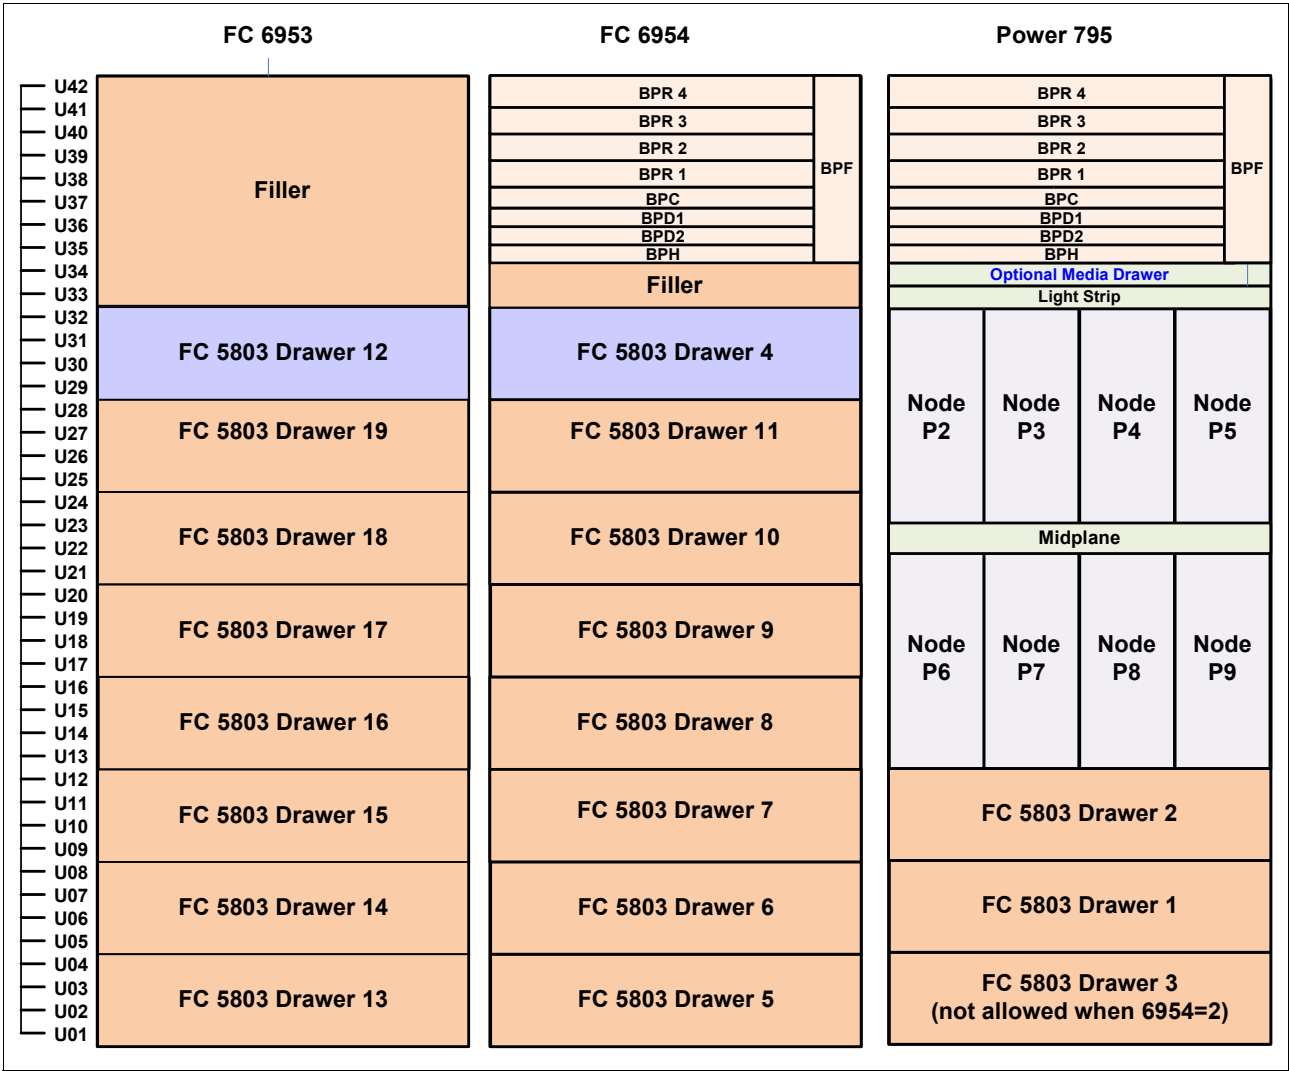 FC 6953
FC 6954
Power 795
U42
U41
U40
U39
U38
U37
U36
U35
U34
U33
U32
U31
U30
U29
U28
U27
U26
U25
U24
U23
U22
U21
U20
U19
U18
U17
U16
U15
U14
U13
U12
U11
U10
U09
U08
U07
U06
U05
U04
U03
U02
U01
Filler
FC 5803 Drawer 12
FC 5803 Drawer 19
FC 5803 Drawer 18
FC 5803 Drawer 17
FC 5803 Drawer 16
FC 5803 Drawer 15
FC 5803 Drawer 14
FC 5803 Drawer 13
BPR 4
BPR 3
BPR 2
BPR 1
BPC
BPD1
BPD2
BPH
BPF
Filler
FC 5803 Drawer 4
FC 5803 Drawer 11
FC 5803 Drawer 10
FC 5803 Drawer 9
FC 5803 Drawer 8
FC 5803 Drawer 7
FC 5803 Drawer 6
FC 5803 Drawer 5
BPR 4
BPR 3
BPR 2
BPR 1
BPC
BPD1
BPD2
BPH
BPF
Optional Media Drawer
Light Strip
Node
P2
Node
P3
Node
P4
Node
P5
Midplane
Node
P6
Node
P7
Node
P8
Node
P9
FC 5803 Drawer 2
FC 5803 Drawer 1
FC 5803 Drawer 3
(not allowed when 6954=2)